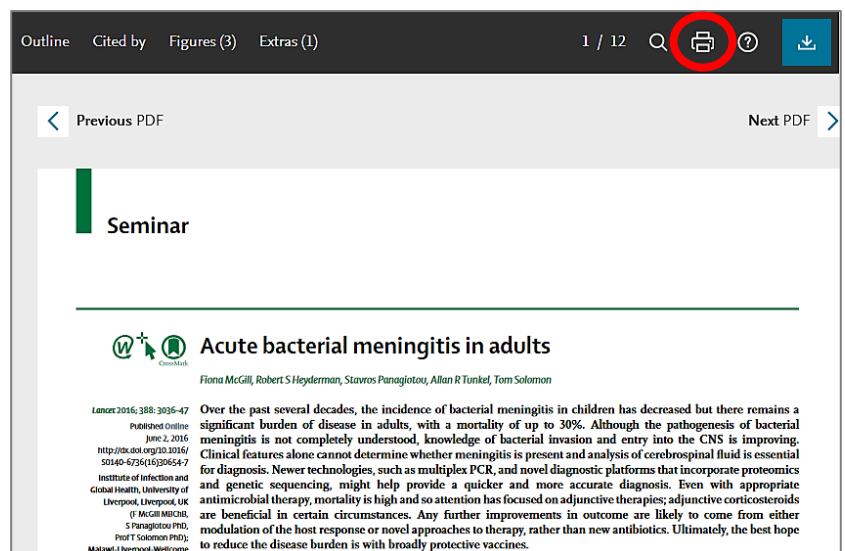 Outline Cited by Figures (3) Extras (1) 1 / 12
Previous PDF Next PDF
Seminar
W
CrossMark
Acute bacterial meningitis in adults
Fiona McGill, Robert S Heyderman, Stavros Panagiotou, Allan R Tunkel, Tom Solomon
Lancet 2016; 388: 3036–47
Published Online
June 2, 2016
http://dx.doi.org/10.1016/
S0140-6736(16)30654-7
Institute of Infection and
Global Health, University of
Liverpool, Liverpool, UK
(F McGill MBChB,
S Panagiotou PhD,
Prof T Solomon PhD);
Malawi-Liverpool-Wellcome
Over the past several decades, the incidence of bacterial meningitis in children has decreased but there remains a
significant burden of disease in adults, with a mortality of up to 30%. Although the pathogenesis of bacterial
meningitis is not completely understood, knowledge of bacterial invasion and entry into the CNS is improving.
Clinical features alone cannot determine whether meningitis is present and analysis of cerebrospinal fluid is essential
for diagnosis. Newer technologies, such as multiplex PCR, and novel diagnostic platforms that incorporate proteomics
and genetic sequencing, might help provide a quicker and more accurate diagnosis. Even with appropriate
antimicrobial therapy, mortality is high and so attention has focused on adjunctive therapies; adjunctive corticosteroids
are beneficial in certain circumstances. Any further improvements in outcome are likely to come from either
modulation of the host response or novel approaches to therapy, rather than new antibiotics. Ultimately, the best hope
to reduce the disease burden is with broadly protective vaccines.